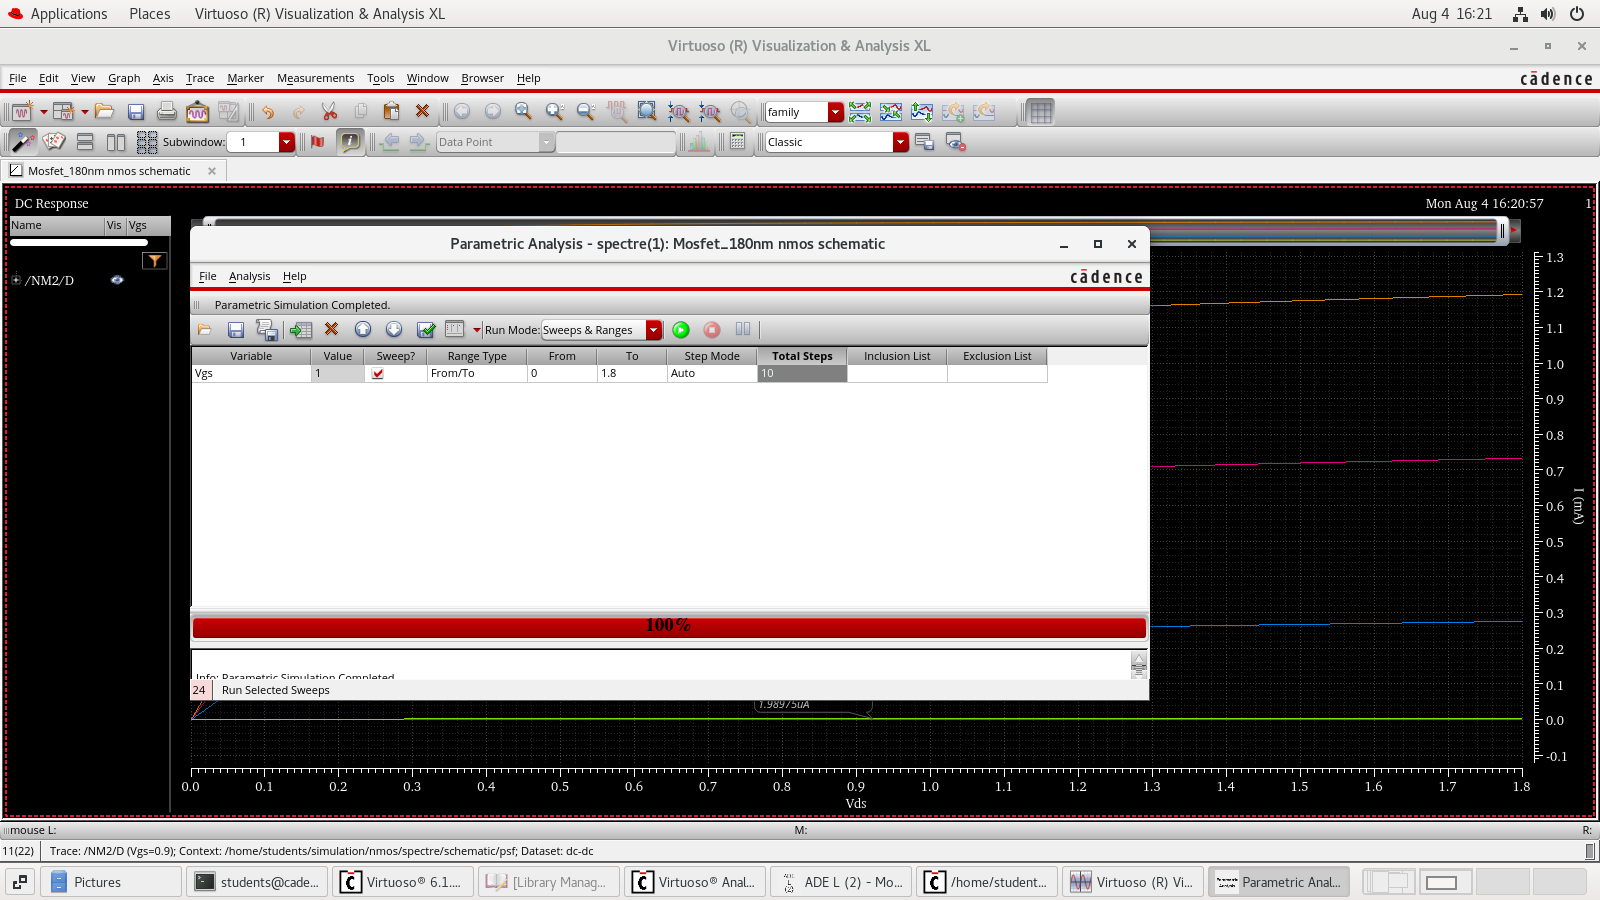 Applications Places Virtuoso (R) Visualization & Analysis XL Aug 4 16:21
Virtuoso (R) Visualization & Analysis XL
File Edit View Graph Axis Trace Marker Measurements Tools Window Browser Help cādence
family
Subwindow: 1 Data Point Classic
Mosfet_180nm nmos schematic
DC Response Mon Aug 4 16:20:57 1
Name Vis Vgs
/NM2/D
Parametric Analysis - spectre(1): Mosfet_180nm nmos schematic
File Analysis Help cādence
Parametric Simulation Completed.
Run Mode: Sweeps & Ranges
Variable Value Sweep? Range Type From To Step Mode Total Steps Inclusion List Exclusion List
Vgs 1 From/To 0 1.8 Auto 10
100%
Info: Parametric Simulation Completed
24 Run Selected Sweeps
1.98975uA
1.3
1.2
1.1
1.0
0.9
0.8
0.7
0.6
0.5
0.4
0.3
0.2
0.1
0.0
-0.1
I (mA)
0.0 0.1 0.2 0.3 0.4 0.5 0.6 0.7 0.8 0.9 1.0 1.1 1.2 1.3 1.4 1.5 1.6 1.7 1.8
Vds
mouse L: M: R:
11(22) Trace: /NM2/D (Vgs=0.9); Context: /home/students/simulation/nmos/spectre/schematic/psf; Dataset: dc-dc
Pictures students@cade... Virtuoso® 6.1.... [Library Manag... Virtuoso® Anal... ADE L (2) - Mo... /home/student... Virtuoso (R) Vi... Parametric Anal...